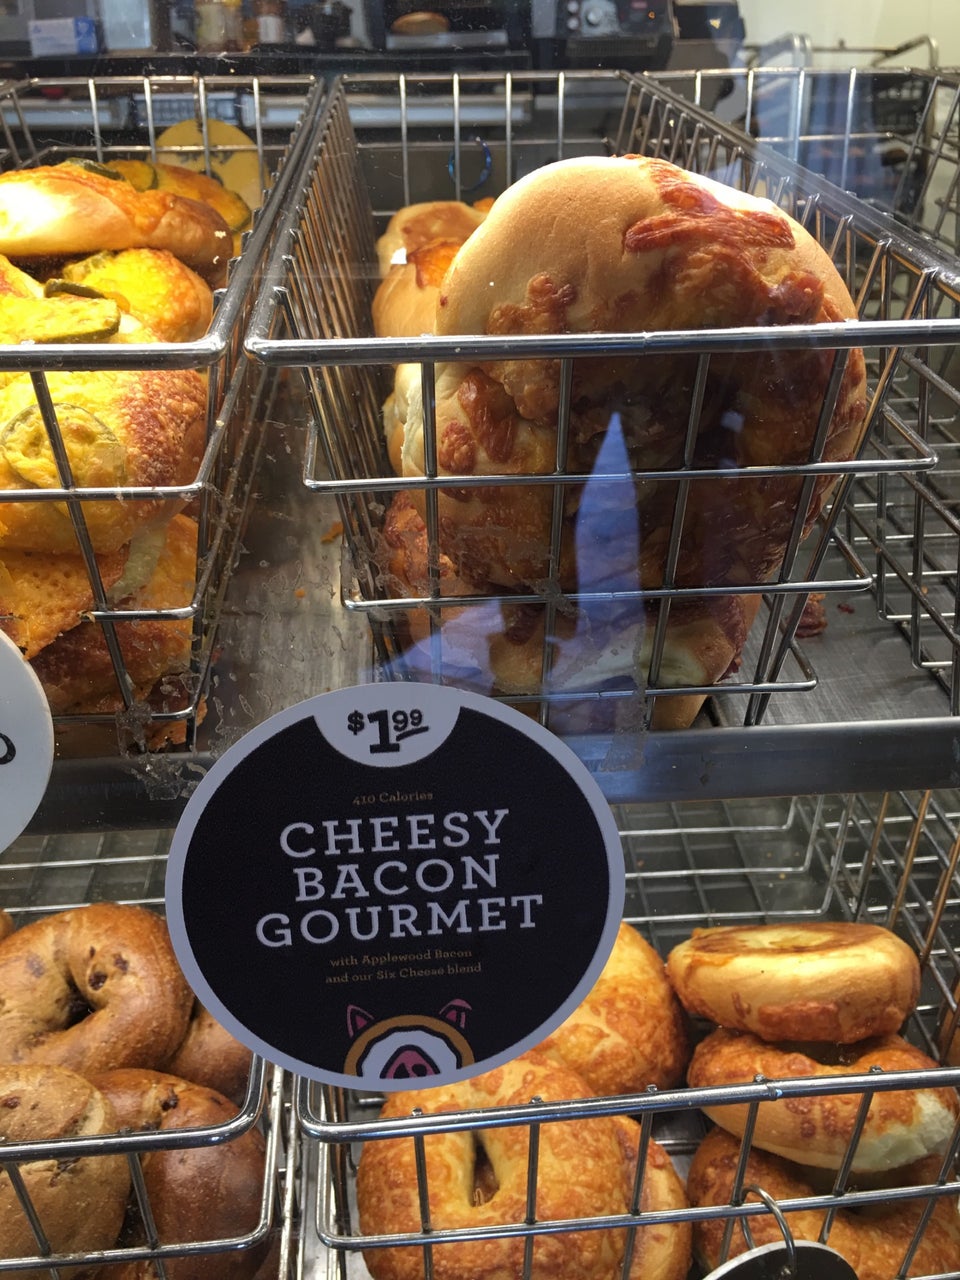 $1.99
410 Calories
CHEESY
BACON
GOURMET
with Applewood Bacon
and our Six Cheese blend